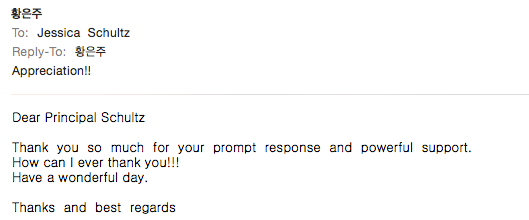 황은주
To: Jessica Schultz
Reply-To: 황은주
Appreciation!!
Dear Principal Schultz
Thank you so much for your prompt response and powerful support.
How can I ever thank you!!!
Have a wonderful day.
Thanks and best regards